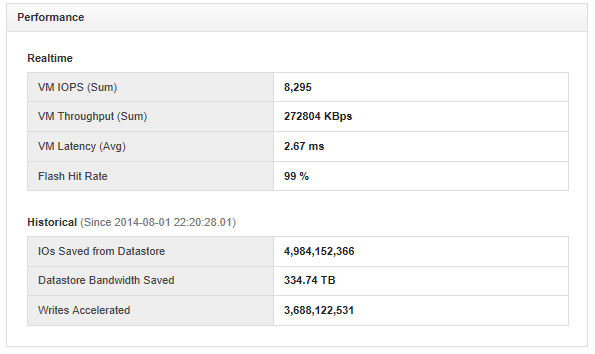 Performance
Realtime
VM IOPS (Sum) 8,295
VM Throughput (Sum) 272804 KBps
VM Latency (Avg) 2.67 ms
Flash Hit Rate 99 %
Historical (Since 2014-08-01 22:20:28.01)
IOs Saved from Datastore 4,984,152,366
Datastore Bandwidth Saved 334.74 TB
Writes Accelerated 3,688,122,531